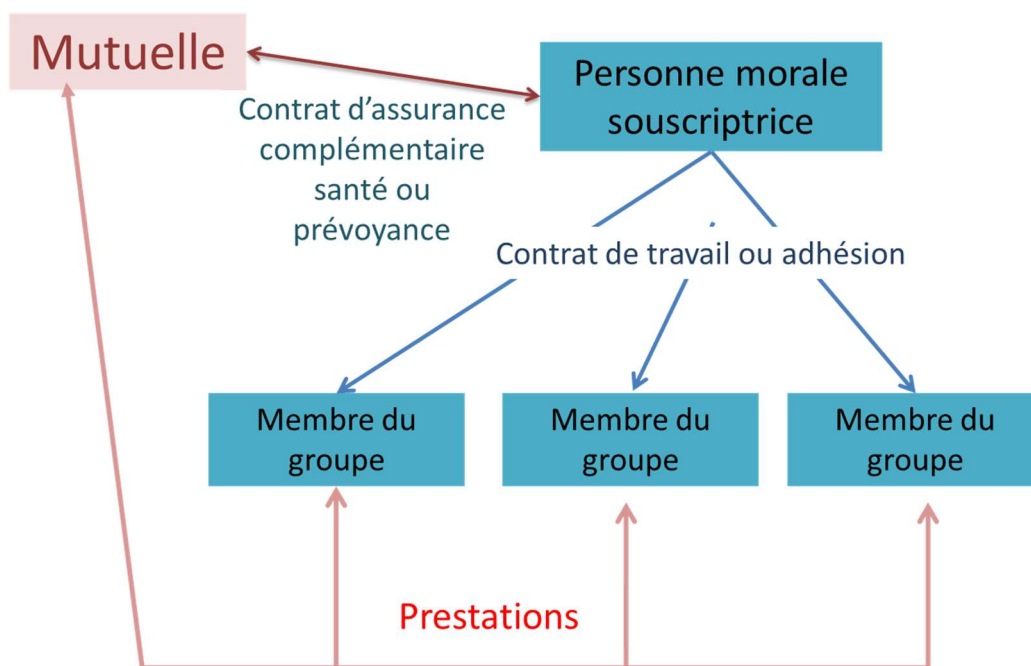 Mutuelle
Personne morale
souscriptrice
Contrat d’assurance
complémentaire
santé ou
prévoyance
Contrat de travail ou adhésion
Membre du
groupe
Membre du
groupe
Membre du
groupe
Prestations